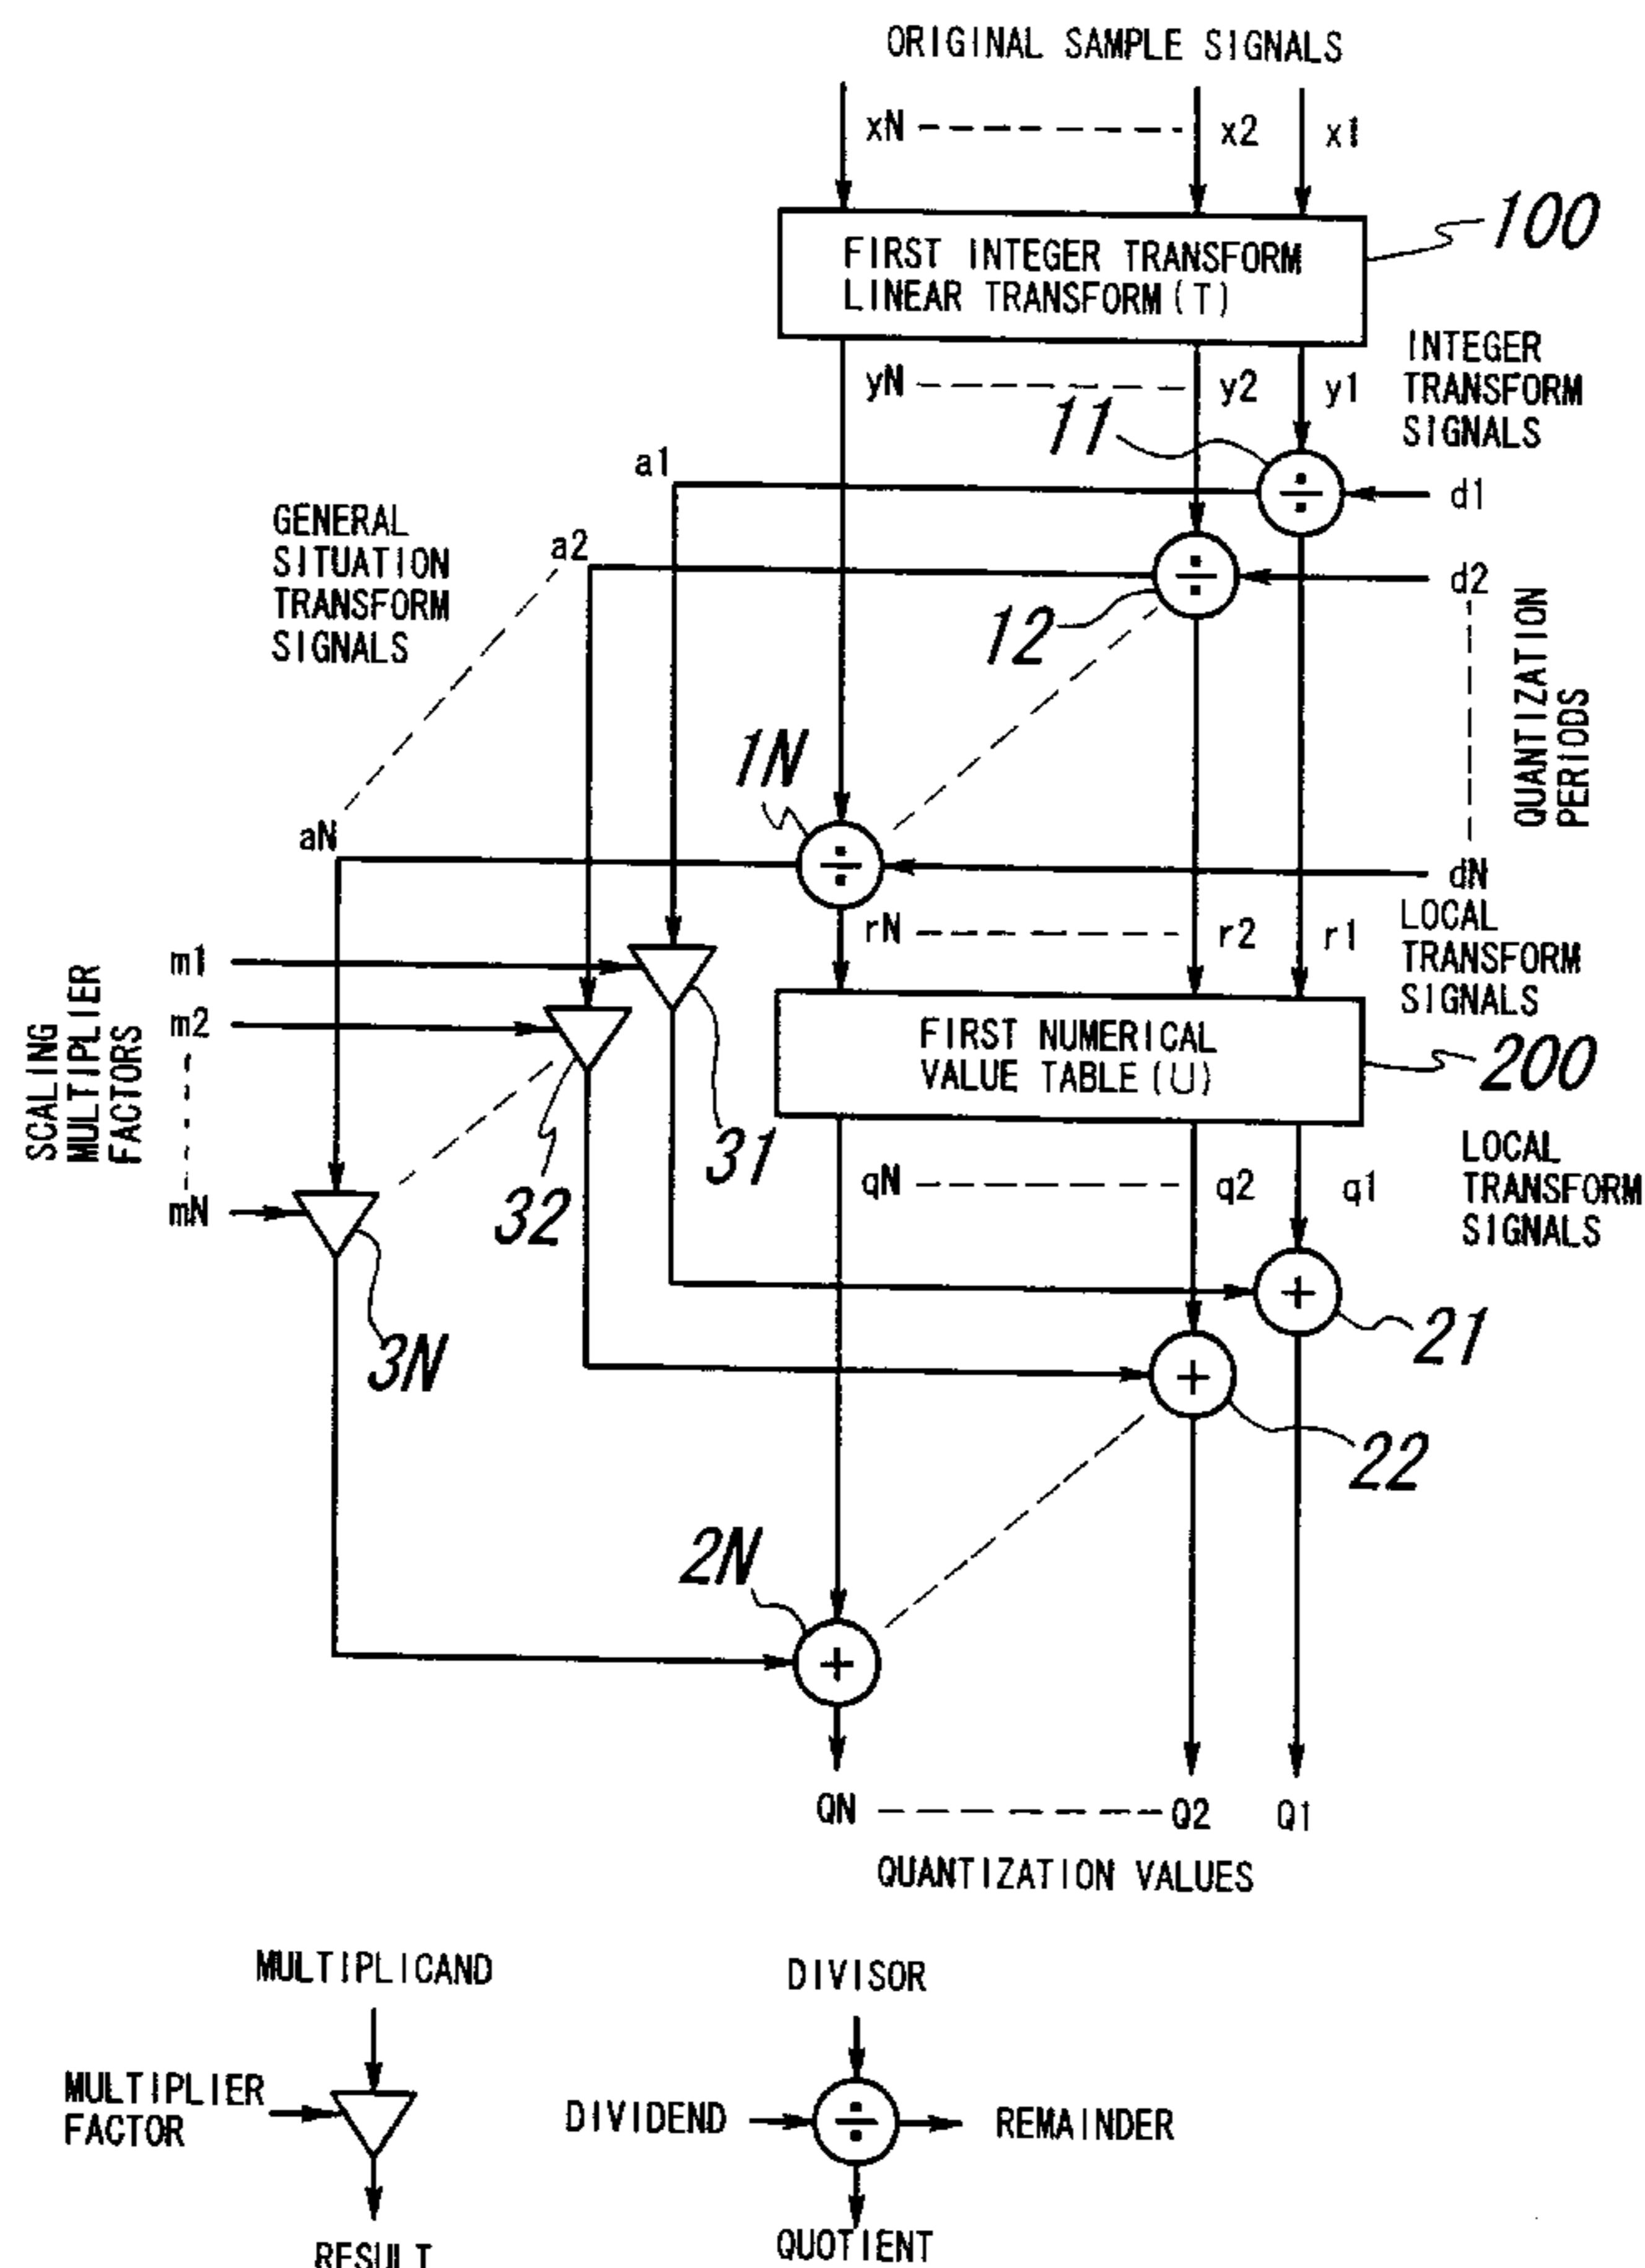 ORIGINAL SAMPLE SIGNALS
xN x2 x1
100
FIRST INTEGER TRANSFORM
LINEAR TRANSFORM (T)
INTEGER
TRANSFORM
SIGNALS
yN y2 y1
11
a1
d1
GENERAL
SITUATION
TRANSFORM
SIGNALS
a2
÷
d2
÷
12
QUANTIZATION
PERIODS
1N
aN
÷
dN
rN r2 r1
LOCAL
TRANSFORM
SIGNALS
SCALING
MULTIPLIER
FACTORS
m1
m2
mN
FIRST NUMERICAL
VALUE TABLE (U)
200
31
32
3N
qN q2 q1
LOCAL
TRANSFORM
SIGNALS
+
21
+
22
2N
+
QN Q2 Q1
QUANTIZATION VALUES
MULTIPLICAND
MULTIPLIER
FACTOR
RESULT
DIVISOR
DIVIDEND ÷ REMAINDER
QUOTIENT